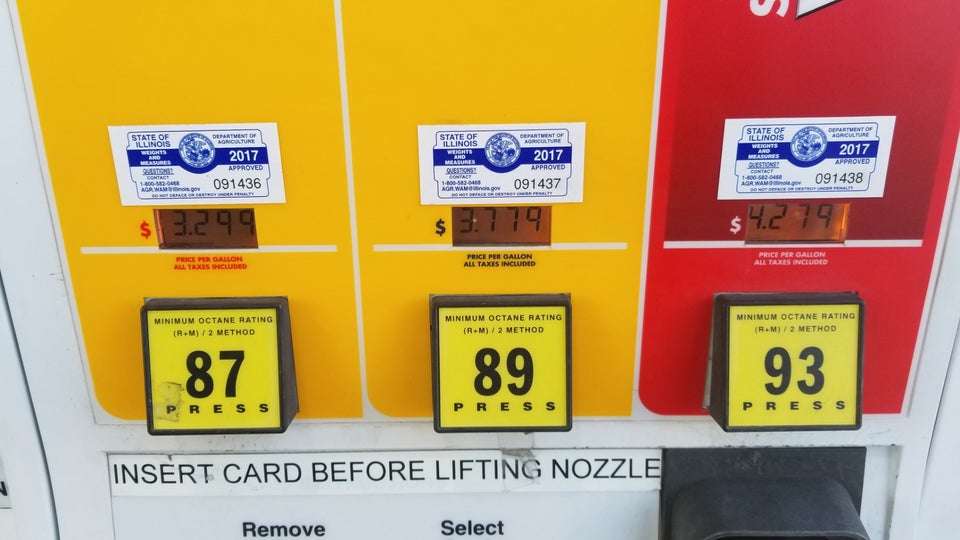 S
STATE OF ILLINOIS
DEPARTMENT OF AGRICULTURE
WEIGHTS AND MEASURES
2017
APPROVED
QUESTIONS?
CONTACT
1-800-582-0468
AGR.WAM@illinois.gov
091436
DO NOT DEFACE OR DESTROY UNDER PENALTY
$ 3.299
PRICE PER GALLON
ALL TAXES INCLUDED
MINIMUM OCTANE RATING
(R+M) / 2 METHOD
87
PRESS
STATE OF ILLINOIS
DEPARTMENT OF AGRICULTURE
WEIGHTS AND MEASURES
2017
APPROVED
QUESTIONS?
CONTACT
1-800-582-0468
AGR.WAM@illinois.gov
091437
DO NOT DEFACE OR DESTROY UNDER PENALTY
$ 3.779
PRICE PER GALLON
ALL TAXES INCLUDED
MINIMUM OCTANE RATING
(R+M) / 2 METHOD
89
PRESS
STATE OF ILLINOIS
DEPARTMENT OF AGRICULTURE
WEIGHTS AND MEASURES
2017
APPROVED
QUESTIONS?
CONTACT
1-800-582-0468
AGR.WAM@illinois.gov
091438
DO NOT DEFACE OR DESTROY UNDER PENALTY
$ 4.279
PRICE PER GALLON
ALL TAXES INCLUDED
MINIMUM OCTANE RATING
(R+M) / 2 METHOD
93
PRESS
INSERT CARD BEFORE LIFTING NOZZLE
Remove
Select